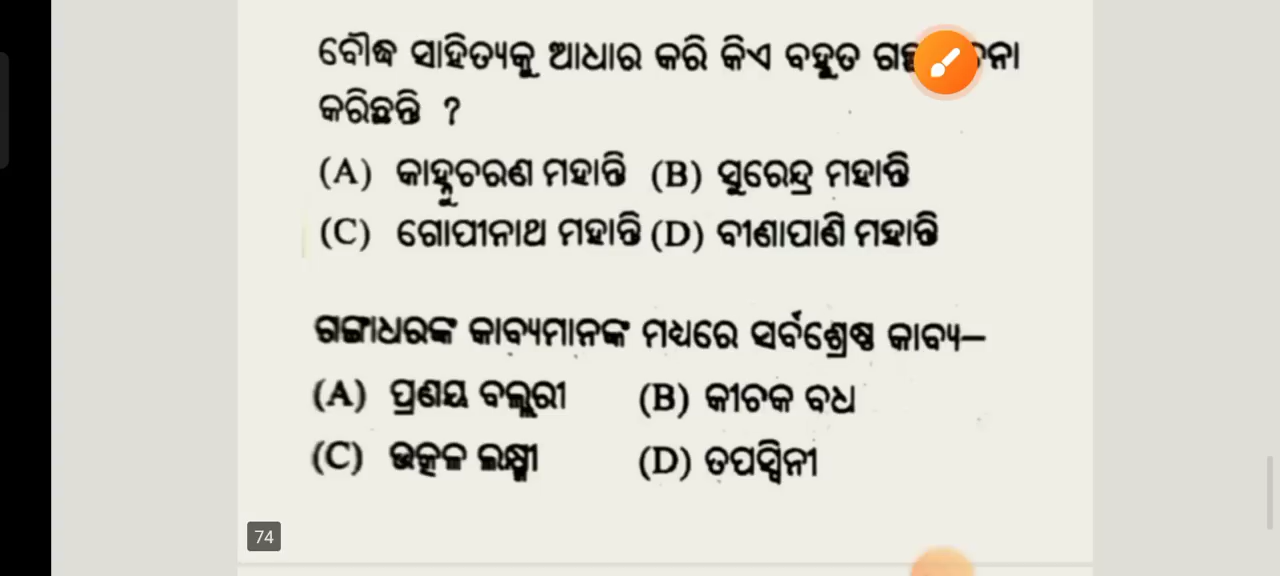 ବୌଦ୍ଧ ସାହିତ୍ୟକୁ ଆଧାର କରି କିଏ ବହୁତ
କରିଛନ୍ତି ?
(A) କାହ୍ନୁଚରଣ ମହାନ୍ତି (B) ସୁରେନ୍ଦ୍ର ମହାନ୍ତି
(C) ଗୋପୀନାଥ ମହାନ୍ତି (D) ବୀଣାପାଣି ମହାନ୍ତି
ଗଙ୍ଗାଧରଙ୍କ କାବ୍ୟମାନଙ୍କ ମଧ୍ୟରେ ସର୍ବଶ୍ରେଷ୍ଠ କାବ୍ୟ—
(A) ପ୍ରଣୟ ବଲ୍ଲରୀ (B) କୀଚକ ବଧ
(C) ଉତ୍କଳ ଲକ୍ଷ୍ମୀ (D) ତପସ୍ୱିନୀ
74